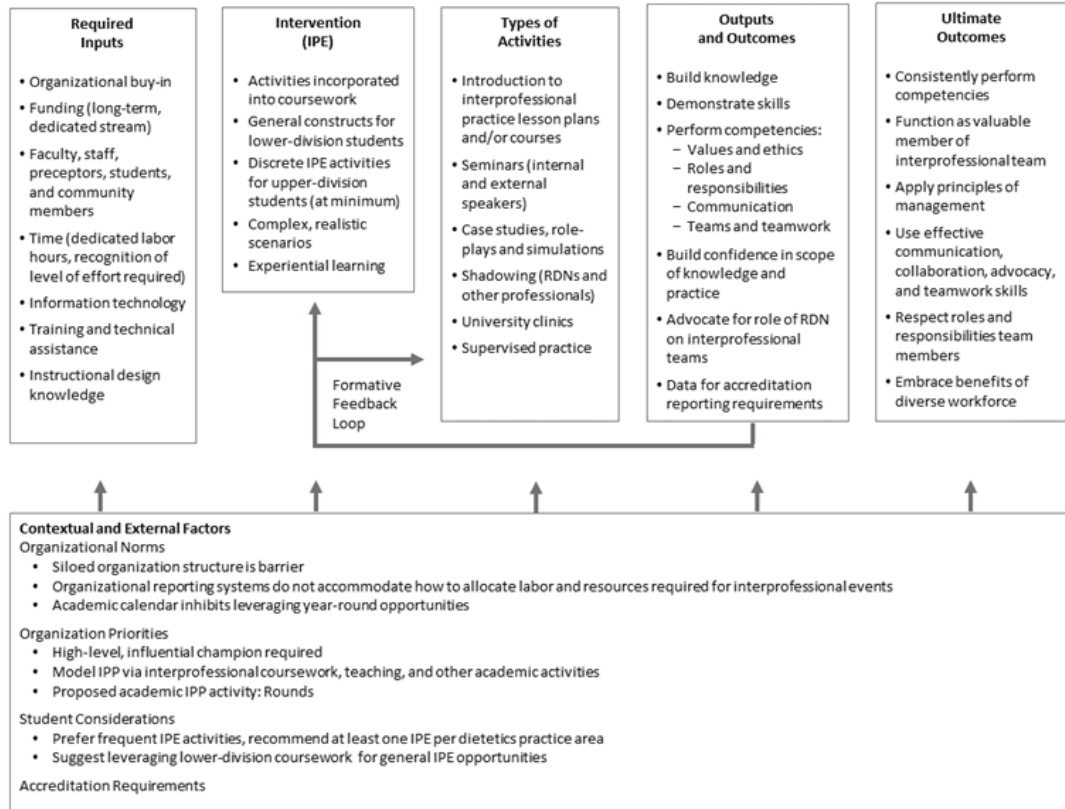 Required
Inputs
• Organizational buy-in
• Funding (long-term,
dedicated stream)
• Faculty, staff,
preceptors, students,
and community
members
• Time (dedicated labor
hours, recognition of
level of effort required)
• Information technology
• Training and technical
assistance
• Instructional design
knowledge
Intervention
(IPE)
• Activities incorporated
into coursework
• General constructs for
lower-division students
• Discrete IPE activities
for upper-division
students (at minimum)
• Complex, realistic
scenarios
• Experiential learning
Types of
Activities
• Introduction to
interprofessional
practice lesson plans
and/or courses
• Seminars (internal
and external
speakers)
• Case studies, role-
plays and simulations
• Shadowing (RDNs and
other professionals)
• University clinics
• Supervised practice
Outputs
and Outcomes
• Build knowledge
• Demonstrate skills
• Perform competencies:
– Values and ethics
– Roles and
responsibilities
– Communication
– Teams and teamwork
• Build confidence in scope
of knowledge and
practice
• Advocate for role of RDN
on interprofessional
teams
• Data for accreditation
reporting requirements
Ultimate
Outcomes
• Consistently perform
competencies
• Function as valuable
member of
interprofessional team
• Apply principles of
management
• Use effective
communication,
collaboration, advocacy,
and teamwork skills
• Respect roles and
responsibilities team
members
• Embrace benefits of
diverse workforce
Formative
Feedback
Loop
Contextual and External Factors
Organizational Norms
• Siloed organization structure is barrier
• Organizational reporting systems do not accommodate how to allocate labor and resources required for interprofessional events
• Academic calendar inhibits leveraging year-round opportunities
Organization Priorities
• High-level, influential champion required
• Model IPP via interprofessional coursework, teaching, and other academic activities
• Proposed academic IPP activity: Rounds
Student Considerations
• Prefer frequent IPE activities, recommend at least one IPE per dietetics practice area
• Suggest leveraging lower-division coursework for general IPE opportunities
Accreditation Requirements